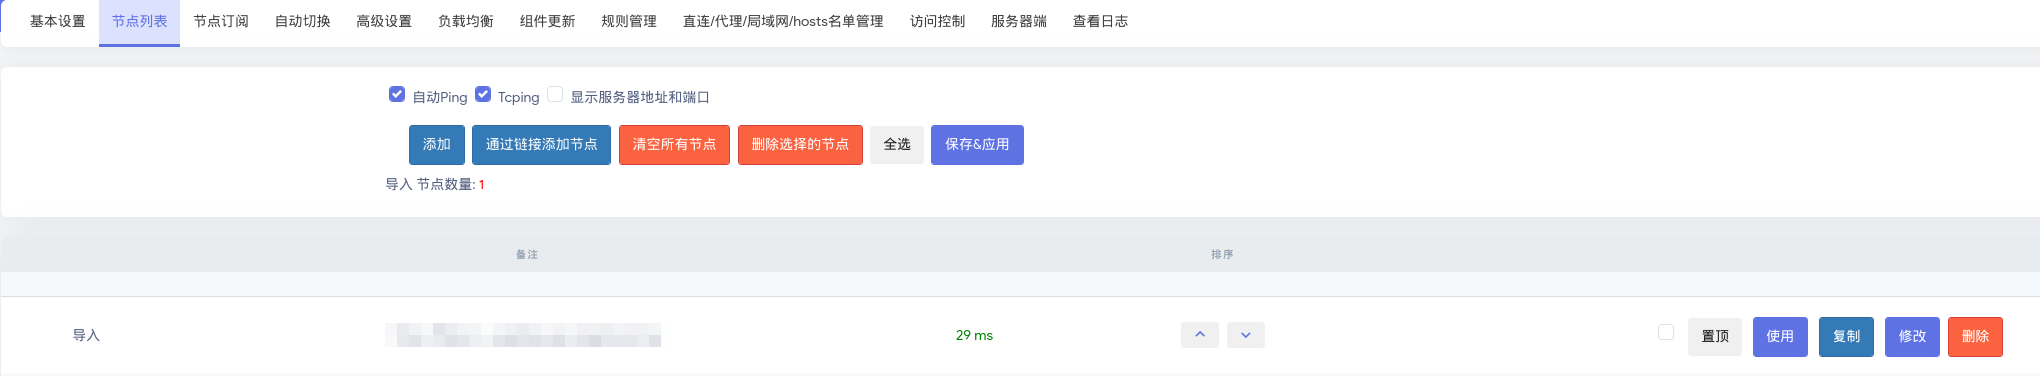 基本设置 节点列表 节点订阅 自动切换 高级设置 负载均衡 组件更新 规则管理 直连/代理/局域网/hosts名单管理 访问控制 服务器端 查看日志
自动Ping Tcping 显示服务器地址和端口
添加 通过链接添加节点 清空所有节点 删除选择的节点 全选 保存&应用
导入 节点数量: 1
备注 排序
导入 29 ms 置顶 使用 复制 修改 删除